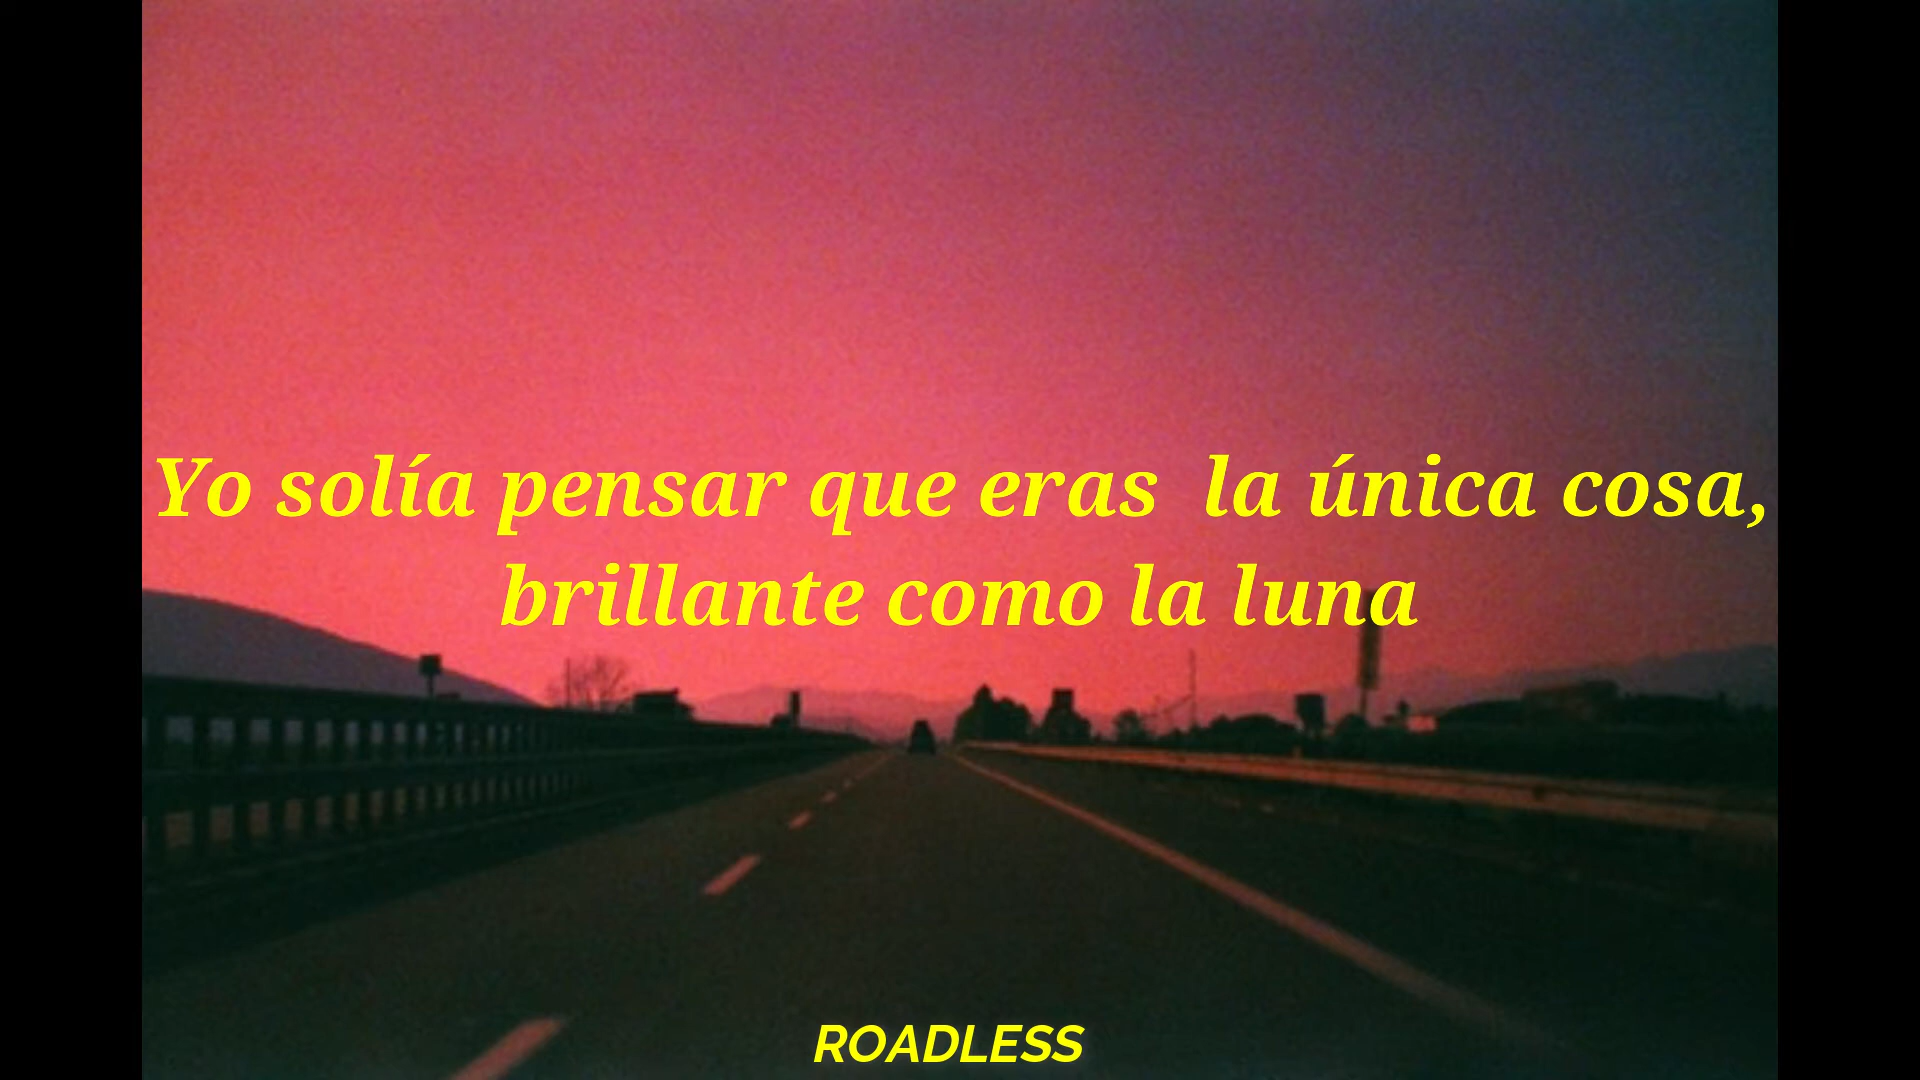 Yo solía pensar que eras  la única cosa,
brillante como la luna
ROADLESS